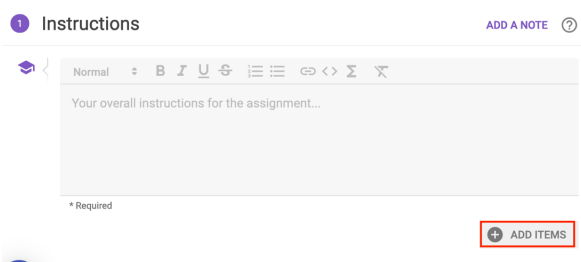 1 Instructions ADD A NOTE ?
Normal B I U S
Your overall instructions for the assignment...
* Required
ADD ITEMS